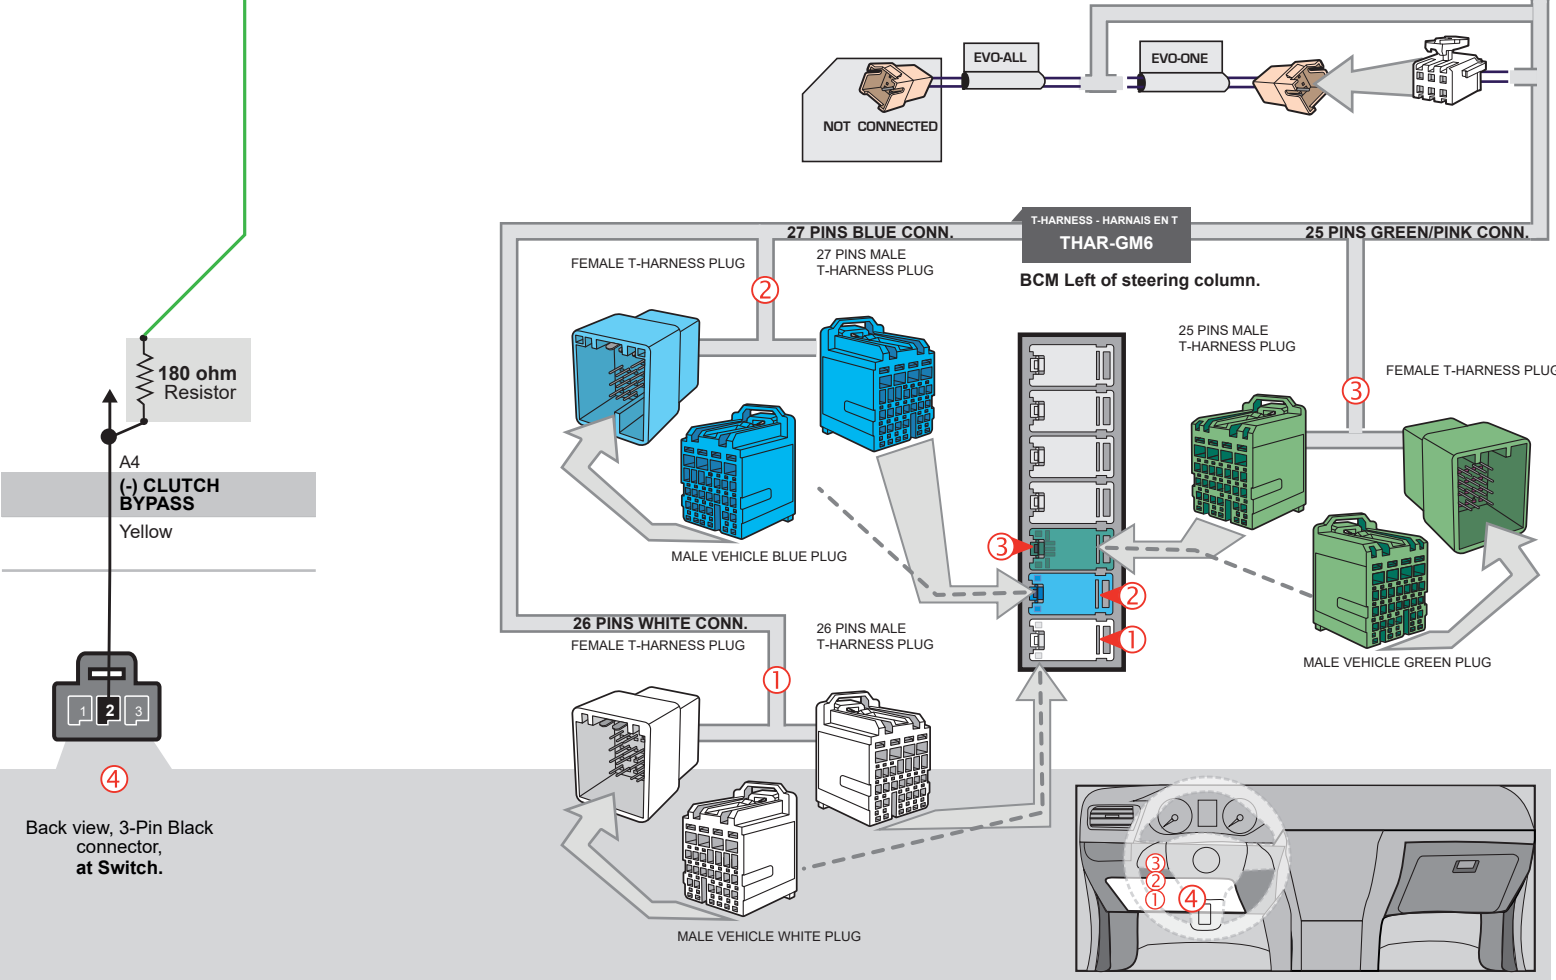 EVO-ALL
EVO-ONE
NOT CONNECTED
T-HARNESS - HARNAIS EN T
THAR-GM6
27 PINS BLUE CONN.
25 PINS GREEN/PINK CONN.
FEMALE T-HARNESS PLUG
27 PINS MALE
T-HARNESS PLUG
2
BCM Left of steering column.
25 PINS MALE
T-HARNESS PLUG
FEMALE T-HARNESS PLUG
3
180 ohm
Resistor
A4
(-) CLUTCH
BYPASS
Yellow
MALE VEHICLE BLUE PLUG
3
2
1
26 PINS WHITE CONN.
FEMALE T-HARNESS PLUG
26 PINS MALE
T-HARNESS PLUG
1
MALE VEHICLE GREEN PLUG
1 2 3
4
Back view, 3-Pin Black
connector,
at Switch.
MALE VEHICLE WHITE PLUG
3
2
1
4